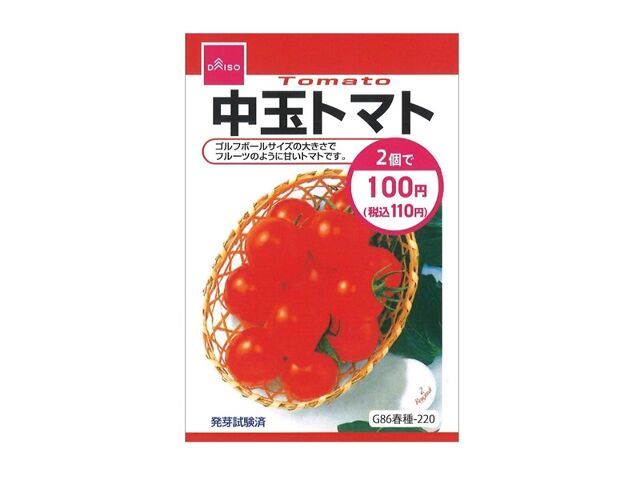 DAISO
Tomato
中玉トマト
ゴルフボールサイズの大きさで
フルーツのように甘いトマトです。
2個で
100円
(税込110円)
2
発芽試験済
G86春種-220